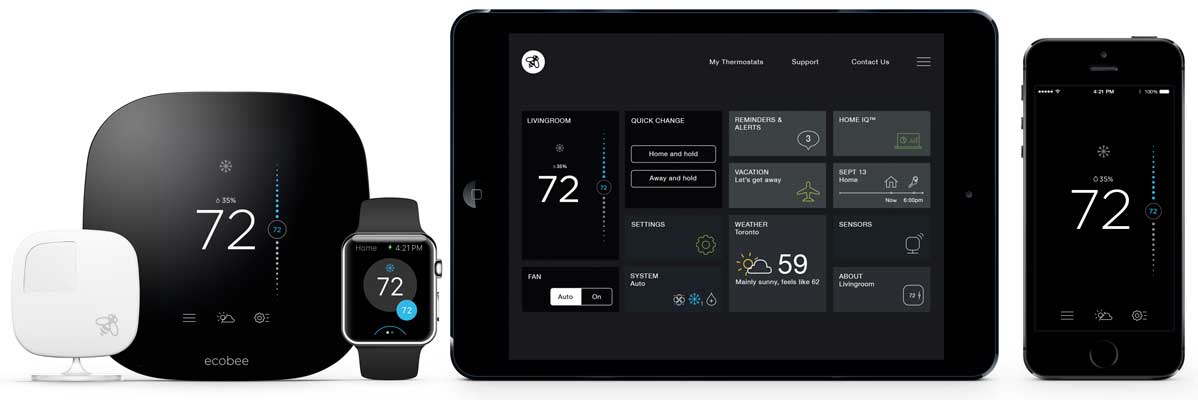 35%
72
72
ecobee
Home 4:21 PM
72
72
My Thermostats Support Contact Us
LIVINGROOM
35%
72
72
QUICK CHANGE
Home and hold
Away and hold
REMINDERS &
ALERTS
3
HOME IQ™
VACATION
Let's get away
SEPT 13
Home
Now 6:00pm
SETTINGS
WEATHER
Toronto
59
Mainly sunny, feels like 62
SENSORS
FAN
Auto On
SYSTEM
Auto
ABOUT
Livingroom
72
4:21 PM 100%
35%
72
72